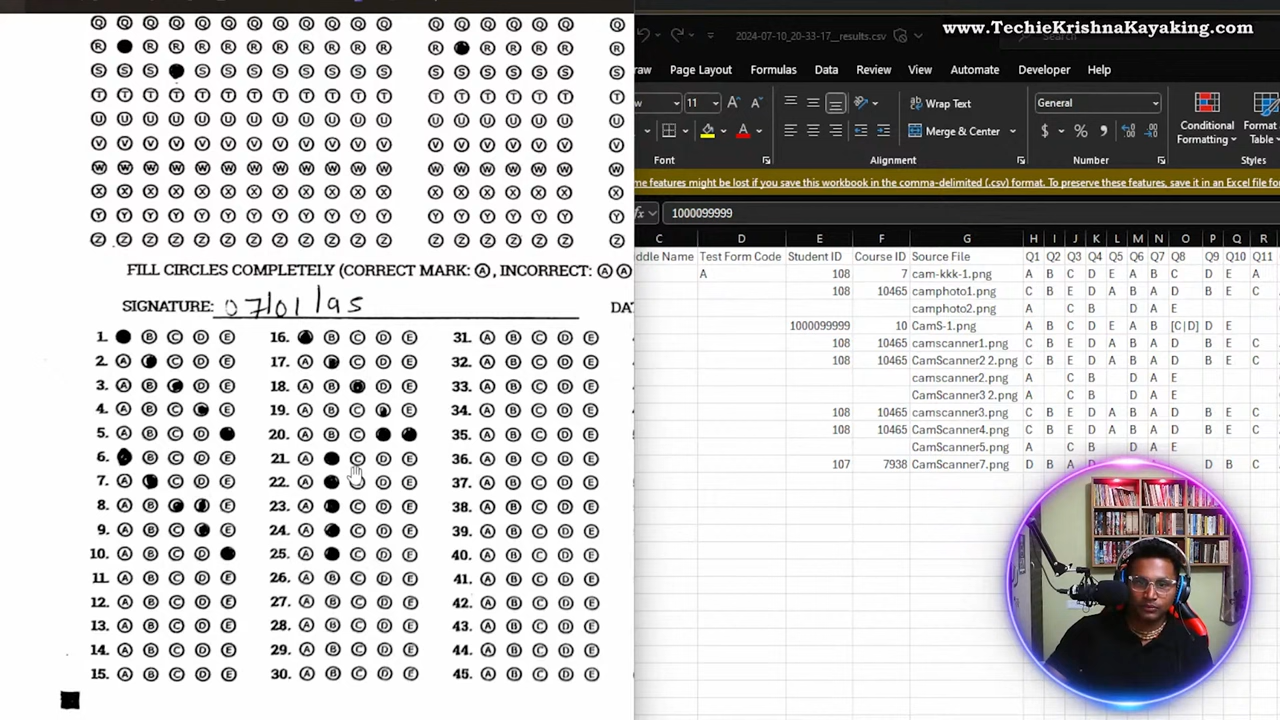 www.TechieKrishnaKayaking.com
2024-07-10_20-33-17__results.csv
Page Layout Formulas Data Review View Automate Developer Help
11 Wrap Text General
Merge & Center $ % Conditional Formatting Format Table
Font Alignment Number Styles
me features might be lost if you save this workbook in the comma-delimited (.csv) format. To preserve these features, save it in an Excel file for
fx 1000099999
C D E F G H I J K L M N O P Q R
ddle Name Test Form Code Student ID Course ID Source File Q1 Q2 Q3 Q4 Q5 Q6 Q7 Q8 Q9 Q10 Q11
A 108 7 cam-kkk-1.png A B C D E A B C D E A
108 10465 camphoto1.png C B E D A B A D B E C
camphoto2.png A C B D A E
1000099999 10 CamS-1.png A B C D E A B [C|D] D E
108 10465 camscanner1.png C B E D A B A D B E C
108 10465 CamScanner2 2.png C B E D A B A D B E C
camscanner2.png A C B D A E
CamScanner3 2.png A C B D A E
108 10465 camscanner3.png C B E D A B A D B E C
108 10465 CamScanner4.png C B E D A B A D B E C
CamScanner5.png A C B D A E
107 7938 CamScanner7.png D B A D B C
Q Q Q Q Q Q Q Q Q Q Q Q Q Q Q Q Q Q
R R R R R R R R R R R R R R R R
S S S S S S S S S S S S S S S S S
T T T T T T T T T T T T T T T T T T
U U U U U U U U U U U U U U U U U U
V V V V V V V V V V V V V V V V V V
W W W W W W W W W W W W W W W W W W
X X X X X X X X X X X X X X X X X X
Y Y Y Y Y Y Y Y Y Y Y Y Y Y Y Y Y Y
Z Z Z Z Z Z Z Z Z Z Z Z Z Z Z Z Z Z
FILL CIRCLES COMPLETELY (CORRECT MARK: A, INCORRECT: A A
SIGNATURE: 07/01/95 DA
1. B C D E 16. B C D E 31. A B C D E
2. A C D E 17. A C D E 32. A B C D E
3. A B D E 18. A B D E 33. A B C D E
4. A B C E 19. A B C E 34. A B C D E
5. A B C D 20. A B C 35. A B C D E
6. B C D E 21. A C D E 36. A B C D E
7. A C D E 22. A C D E 37. A B C D E
8. A B E 23. A C D E 38. A B C D E
9. A B C E 24. A C D E 39. A B C D E
10. A B C D 25. A C D E 40. A B C D E
11. A B C D E 26. A B C D E 41. A B C D E
12. A B C D E 27. A B C D E 42. A B C D E
13. A B C D E 28. A B C D E 43. A B C D E
14. A B C D E 29. A B C D E 44. A B C D E
15. A B C D E 30. A B C D E 45. A B C D E